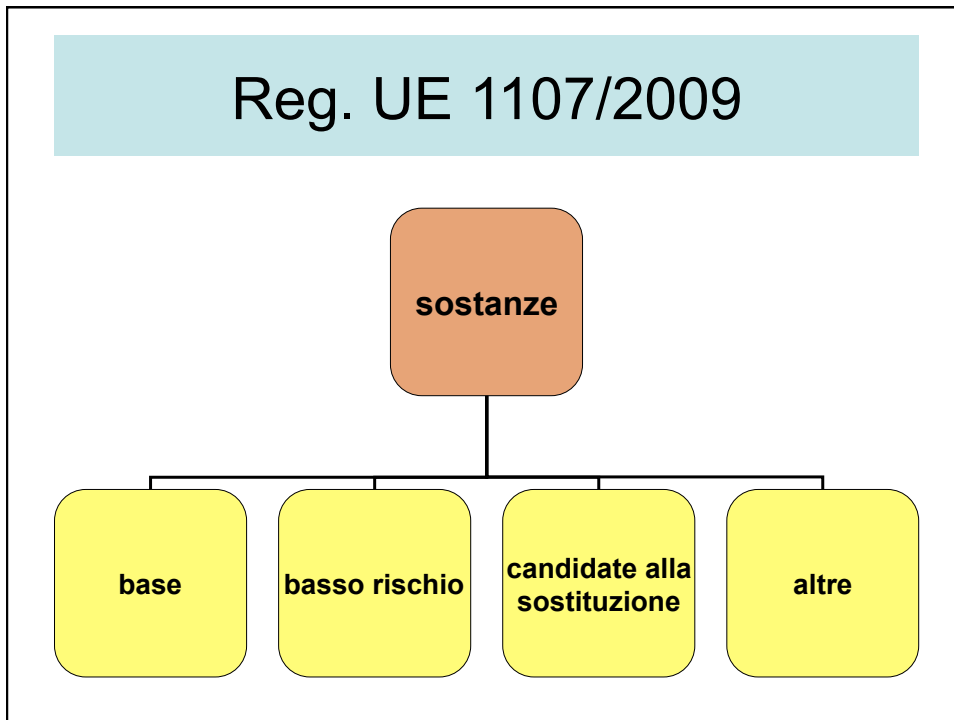 Reg. UE 1107/2009
sostanze
base
basso rischio
candidate alla
sostituzione
altre